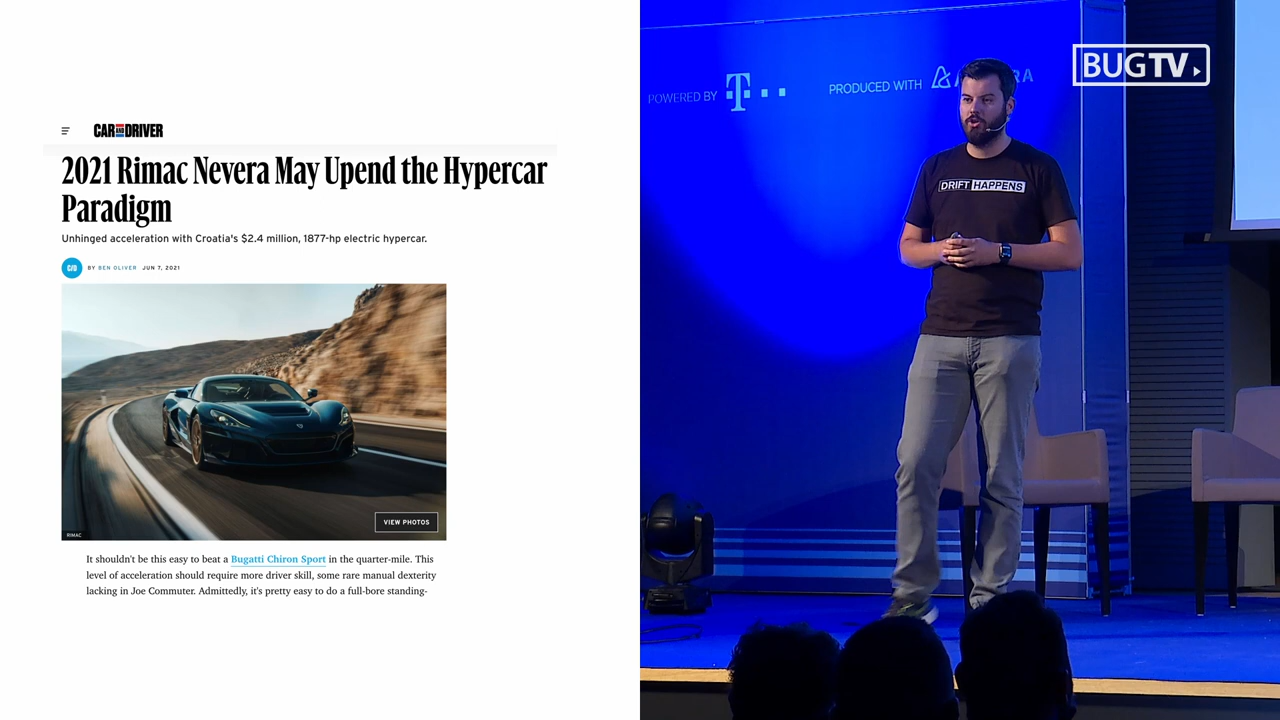 CAR AND DRIVER
2021 Rimac Nevera May Upend the Hypercar
Paradigm
Unhinged acceleration with Croatia's $2.4 million, 1877-hp electric hypercar.
C/D
BY BEN OLIVER JUN 7, 2021
VIEW PHOTOS
RIMAC
It shouldn't be this easy to beat a Bugatti Chiron Sport in the quarter-mile. This
level of acceleration should require more driver skill, some rare manual dexterity
lacking in Joe Commuter. Admittedly, it's pretty easy to do a full-bore standing-
BUGTV
POWERED BY T
PRODUCED WITH
DRIFT HAPPENS